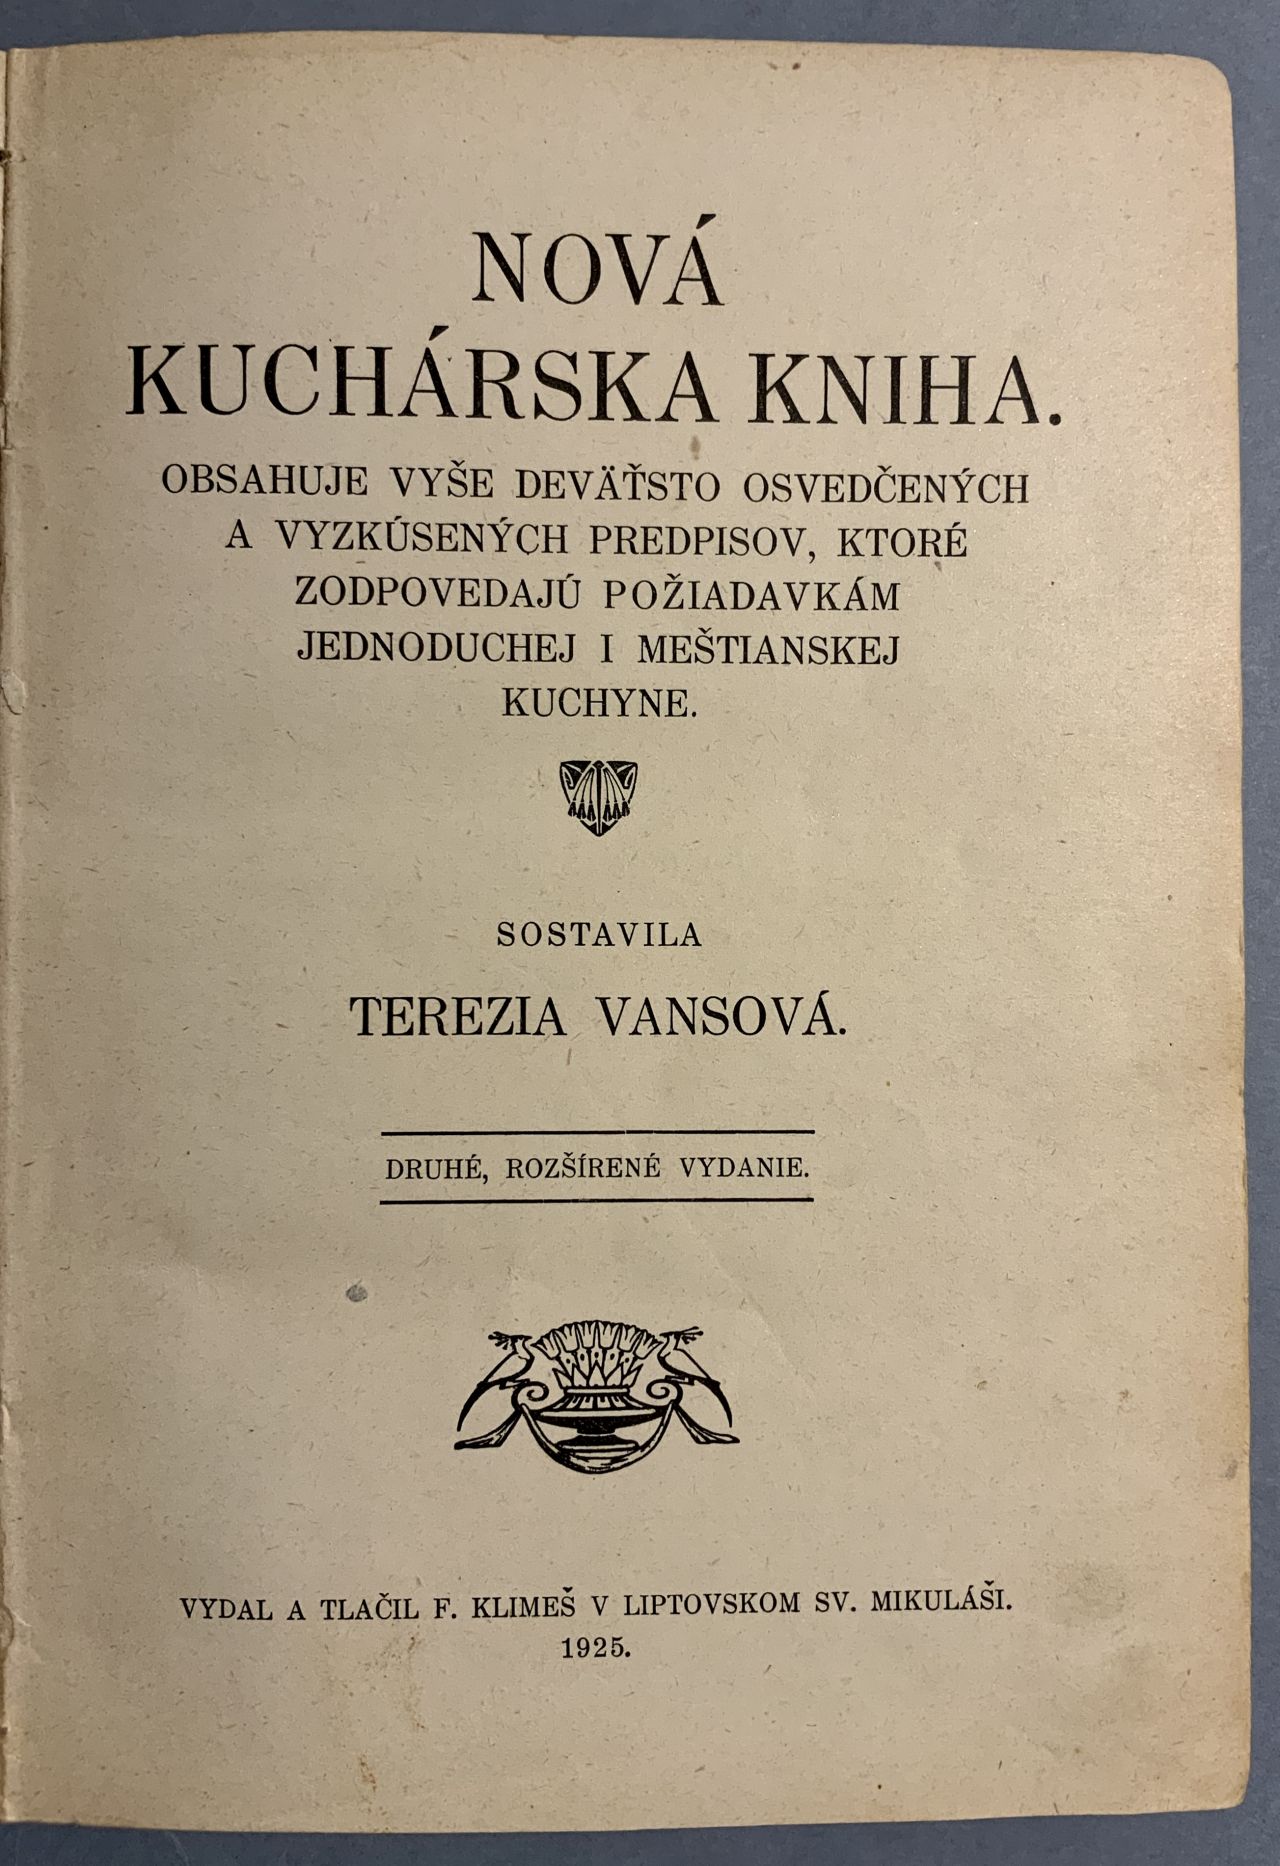 NOVÁ
KUCHÁRSKA KNIHA.
OBSAHUJE VYŠE DEVÄŤSTO OSVEDČENÝCH
A VYZKÚSENÝCH PREDPISOV, KTORÉ
ZODPOVEDAJÚ POŽIADAVKÁM
JEDNODUCHEJ I MEŠTIANSKEJ
KUCHYNE.
SOSTAVILA
TEREZIA VANSOVÁ.
DRUHÉ, ROZŠÍRENÉ VYDANIE.
VYDAL A TLAČIL F. KLIMEŠ V LIPTOVSKOM SV. MIKULÁŠI.
1925.